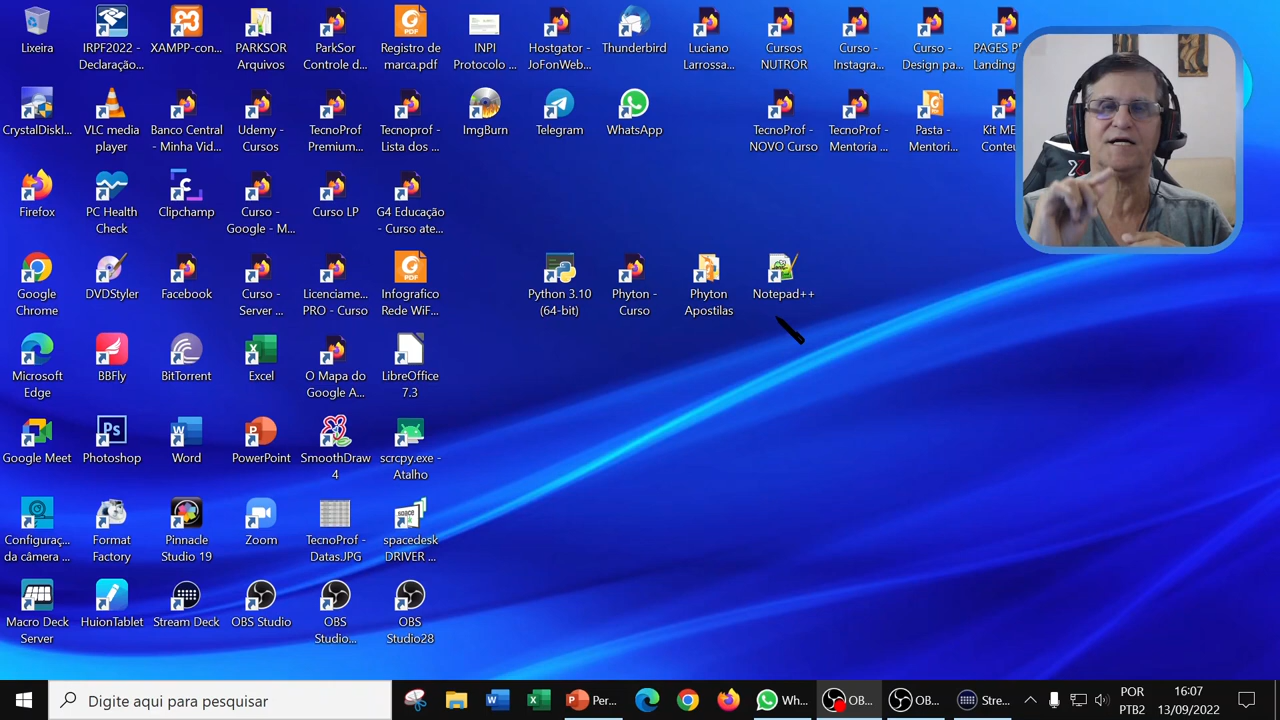 Lixeira
IRPF2022 -
Declaração...
XAMPP-con...
PARKSOR
Arquivos
ParkSor
Controle d...
Registro de
marca.pdf
INPI
Protocolo ...
Hostgator -
JoFonWeb...
Thunderbird
Luciano
Larrossa...
Cursos
NUTROR
Curso -
Instagra...
Curso -
Design pa...
PAGES P
Landing
CrystalDiskI...
VLC media
player
Banco Central
- Minha Vid...
Udemy -
Cursos
TecnoProf
Premium...
Tecnoprof -
Lista dos ...
ImgBurn
Telegram
WhatsApp
TecnoProf -
NOVO Curso
TecnoProf -
Mentoria ...
Pasta -
Mentori...
Kit ME
Conteu
Firefox
PC Health
Check
Clipchamp
Curso -
Google - M...
Curso LP
G4 Educação
- Curso ate...
Google
Chrome
DVDStyler
Facebook
Curso -
Server ...
Licenciame...
PRO - Curso
Infografico
Rede WiF...
Python 3.10
(64-bit)
Phyton -
Curso
Phyton
Apostilas
Notepad++
Microsoft
Edge
BBFly
BitTorrent
Excel
O Mapa do
Google A...
LibreOffice
7.3
Google Meet
Photoshop
Word
PowerPoint
SmoothDraw
4
scrcpy.exe -
Atalho
Configuraç...
da câmera ...
Format
Factory
Pinnacle
Studio 19
Zoom
TecnoProf -
Datas.JPG
spacedesk
DRIVER ...
Macro Deck
Server
HuionTablet
Stream Deck
OBS Studio
OBS
Studio...
OBS
Studio28
Digite aqui para pesquisar
Per...
Wh...
OB...
OB...
Stre...
POR
PTB2
16:07
13/09/2022